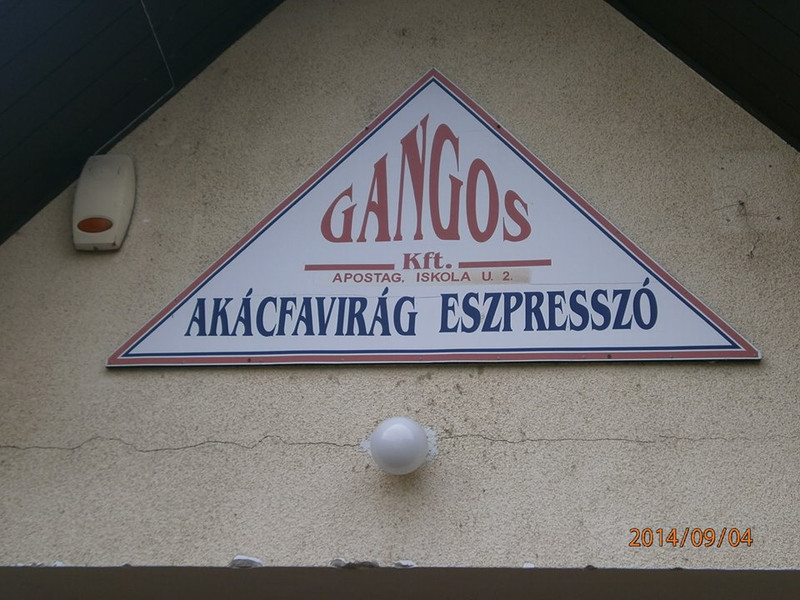 GANGOS
Kft.
APOSTAG, ISKOLA U. 2.
AKÁCFAVIRÁG ESZPRESSZÓ
2014/09/04